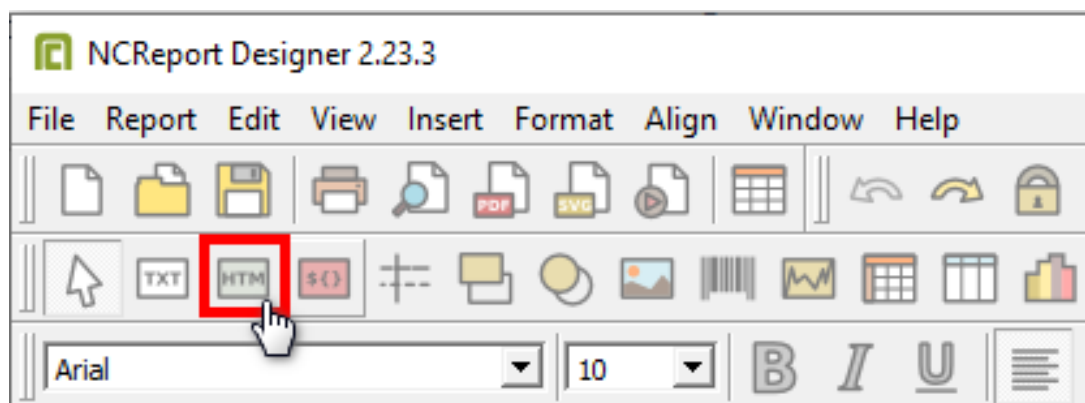 NCReport Designer 2.23.3
File Report Edit View Insert Format Align Window Help
PDF SVG
TXT HTM ${}
Arial 10 B I U